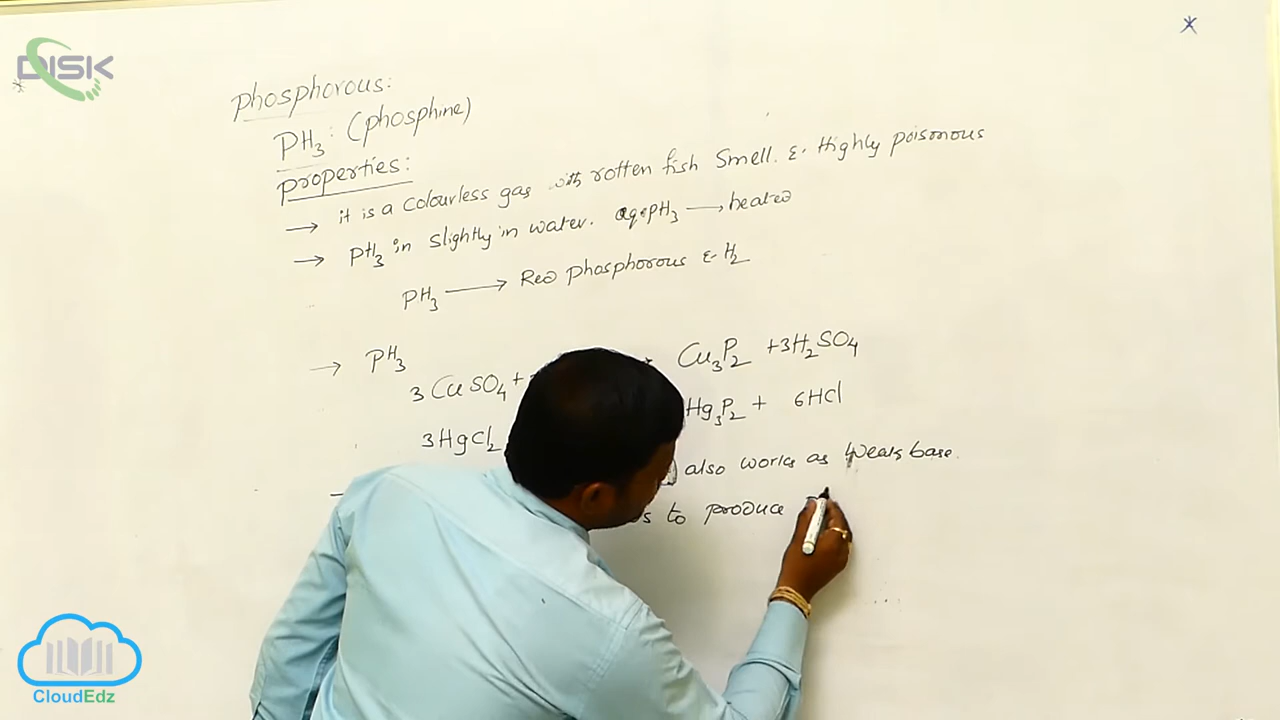 DISK
phosphorous:
PH3: (phosphine)
properties:
→ it is a colourless gas with rotten fish smell. & Highly poisonous
→ PH3 in slightly in water. PH3 → heated
PH3 → Red phosphorous & H2
→ PH3
3CuSO4 + Cu3P2 + 3H2SO4
3HgCl2 Hg3P2 + 6HCl
also works as weak base.
to produce
CloudEdz